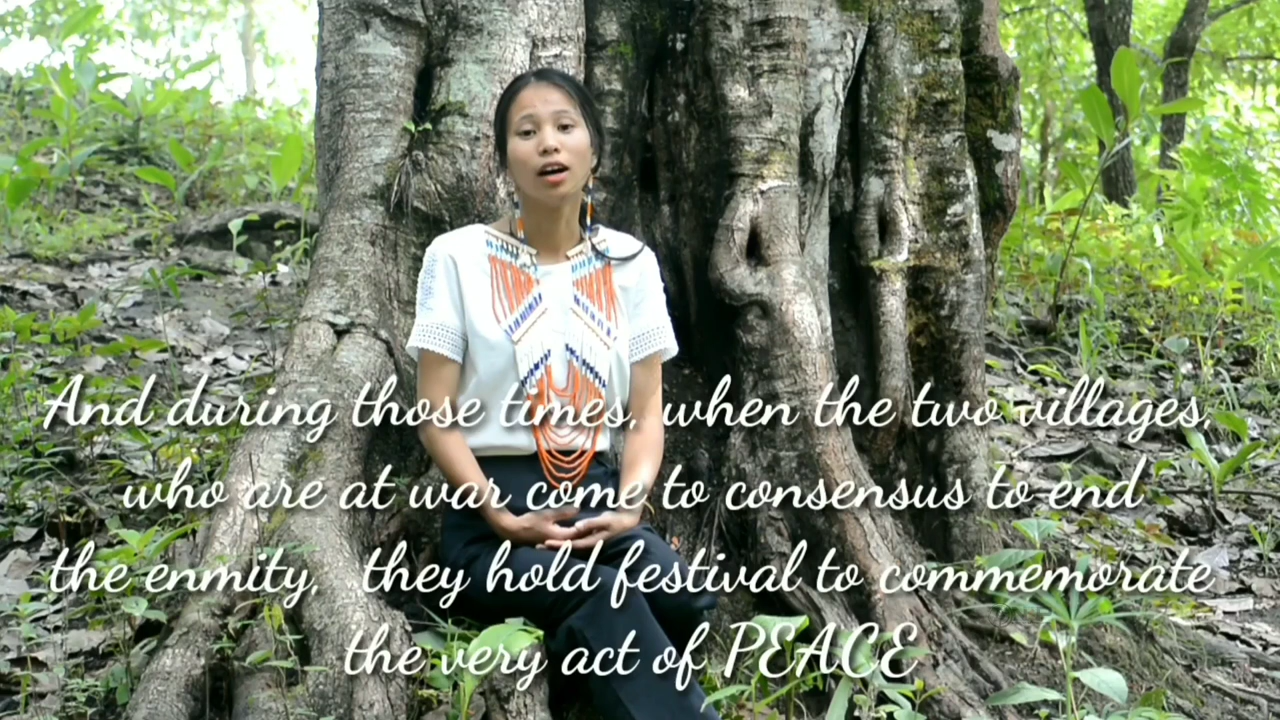 And during those times, when the two villages,
who are at war come to consensus to end
the enmity, they hold festival to commemorate
the very act of PEACE